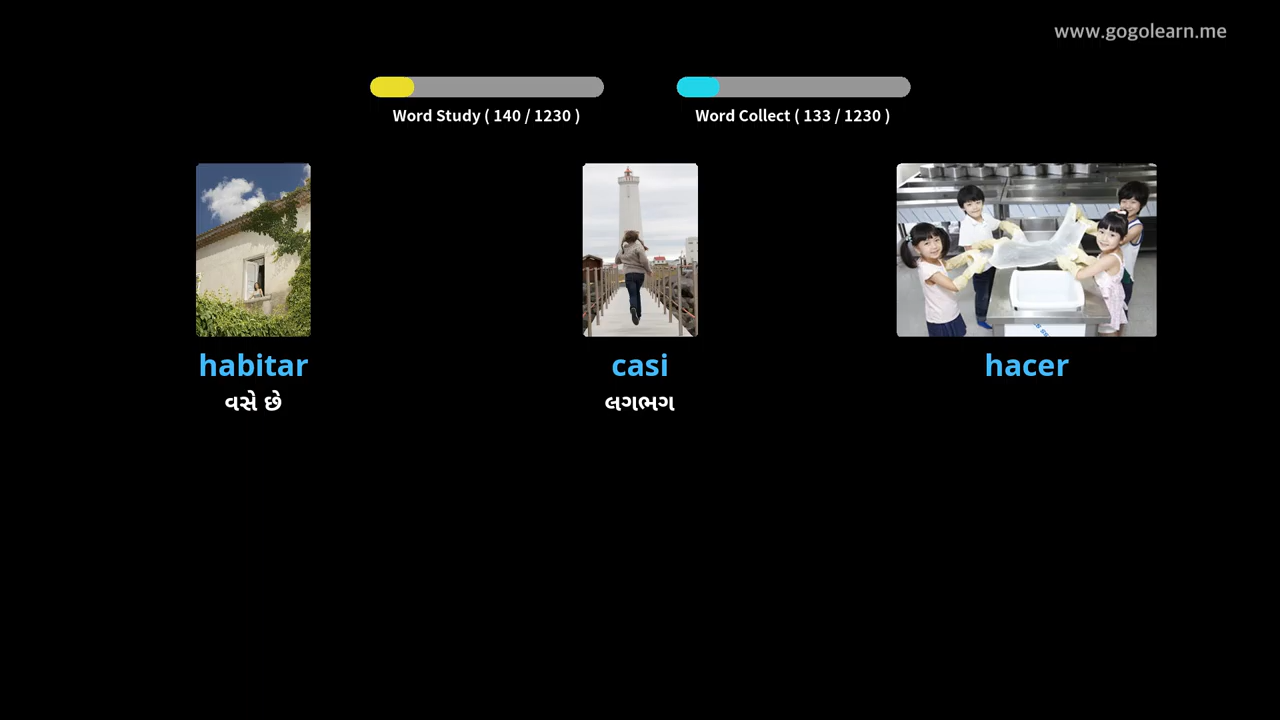 www.gogolearn.me
Word Study ( 140 / 1230 )
Word Collect ( 133 / 1230 )
habitar
વસે છે
casi
લગભગ
hacer